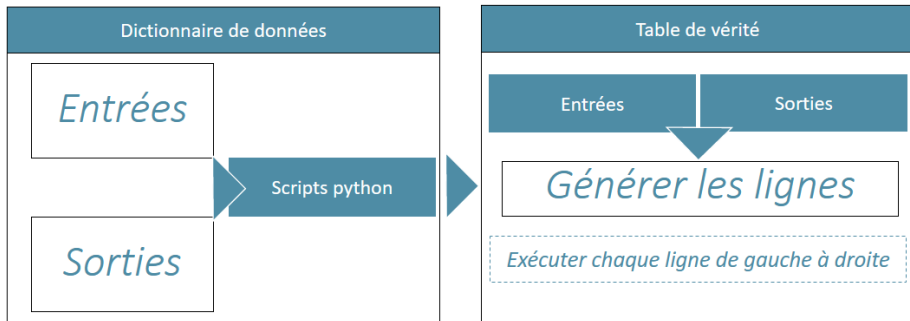 Dictionnaire de données
Entrées
Scripts python
Sorties
Table de vérité
Entrées
Sorties
Générer les lignes
Exécuter chaque ligne de gauche à droite